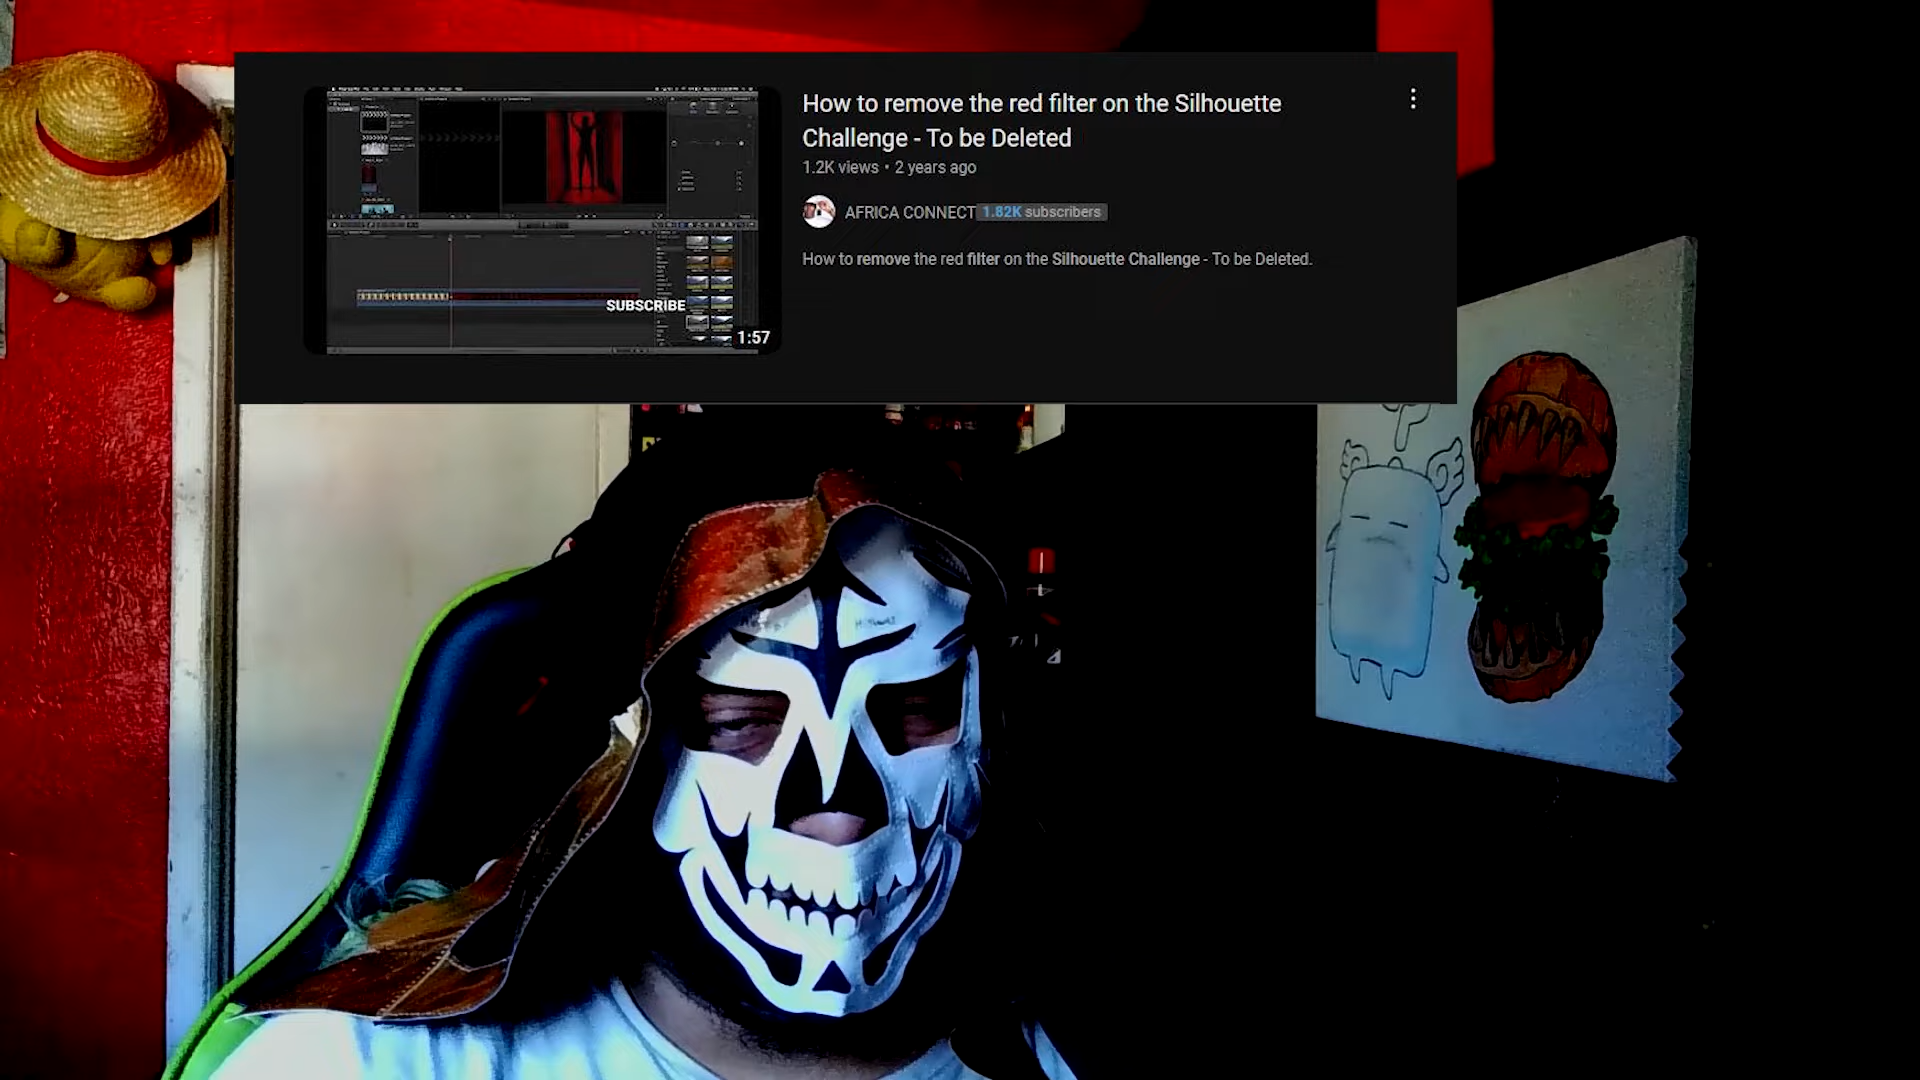 How to remove the red filter on the Silhouette
Challenge - To be Deleted
1.2K views • 2 years ago
AFRICA CONNECT 1.82K subscribers
How to remove the red filter on the Silhouette Challenge - To be Deleted.
SUBSCRIBE
1:57